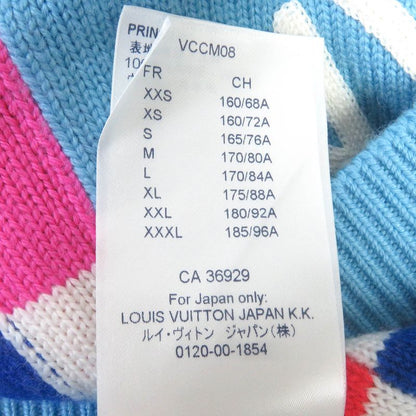 PRIN
VCCM08
表地
100
FR CH
XXS 160/68A
XS 160/72A
S 165/76A
M 170/80A
L 170/84A
XL 175/88A
XXL 180/92A
XXXL 185/96A
CA 36929
For Japan only:
LOUIS VUITTON JAPAN K.K.
ルイ・ヴィトン ジャパン(株)
0120-00-1854